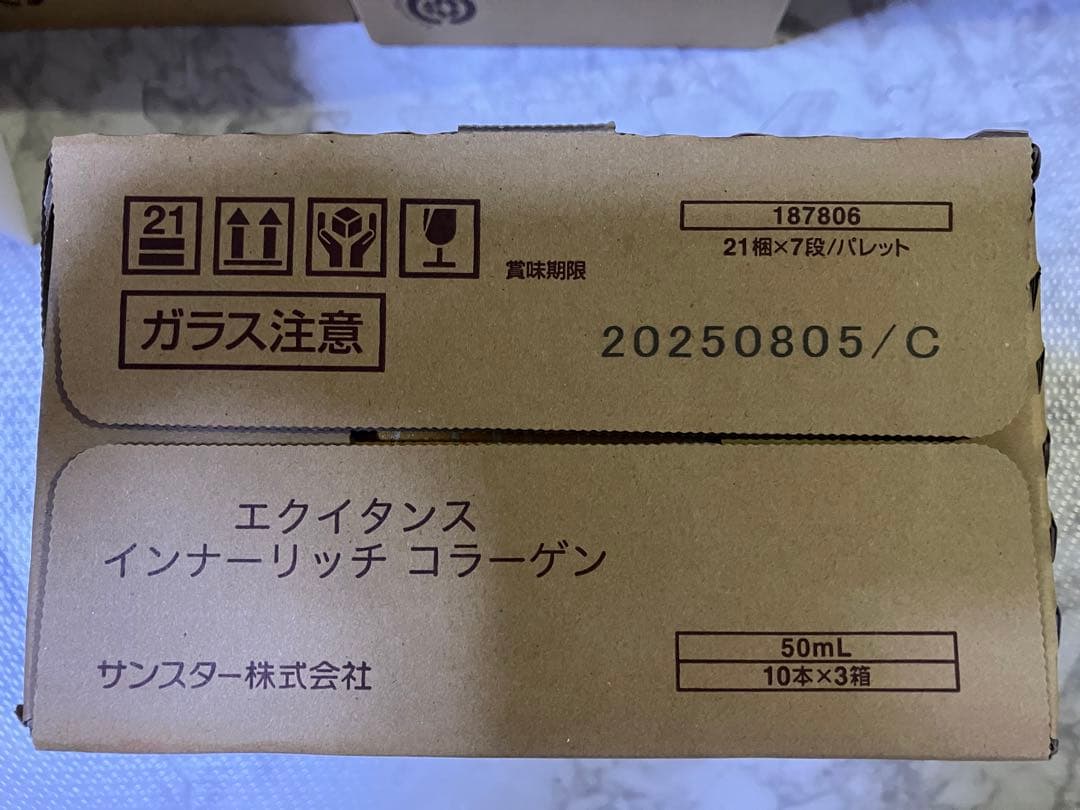 21
187806
21梱×7段/パレット
賞味期限
ガラス注意
20250805/C
エクイタンス
インナーリッチ コラーゲン
サンスター株式会社
50mL
10本×3箱